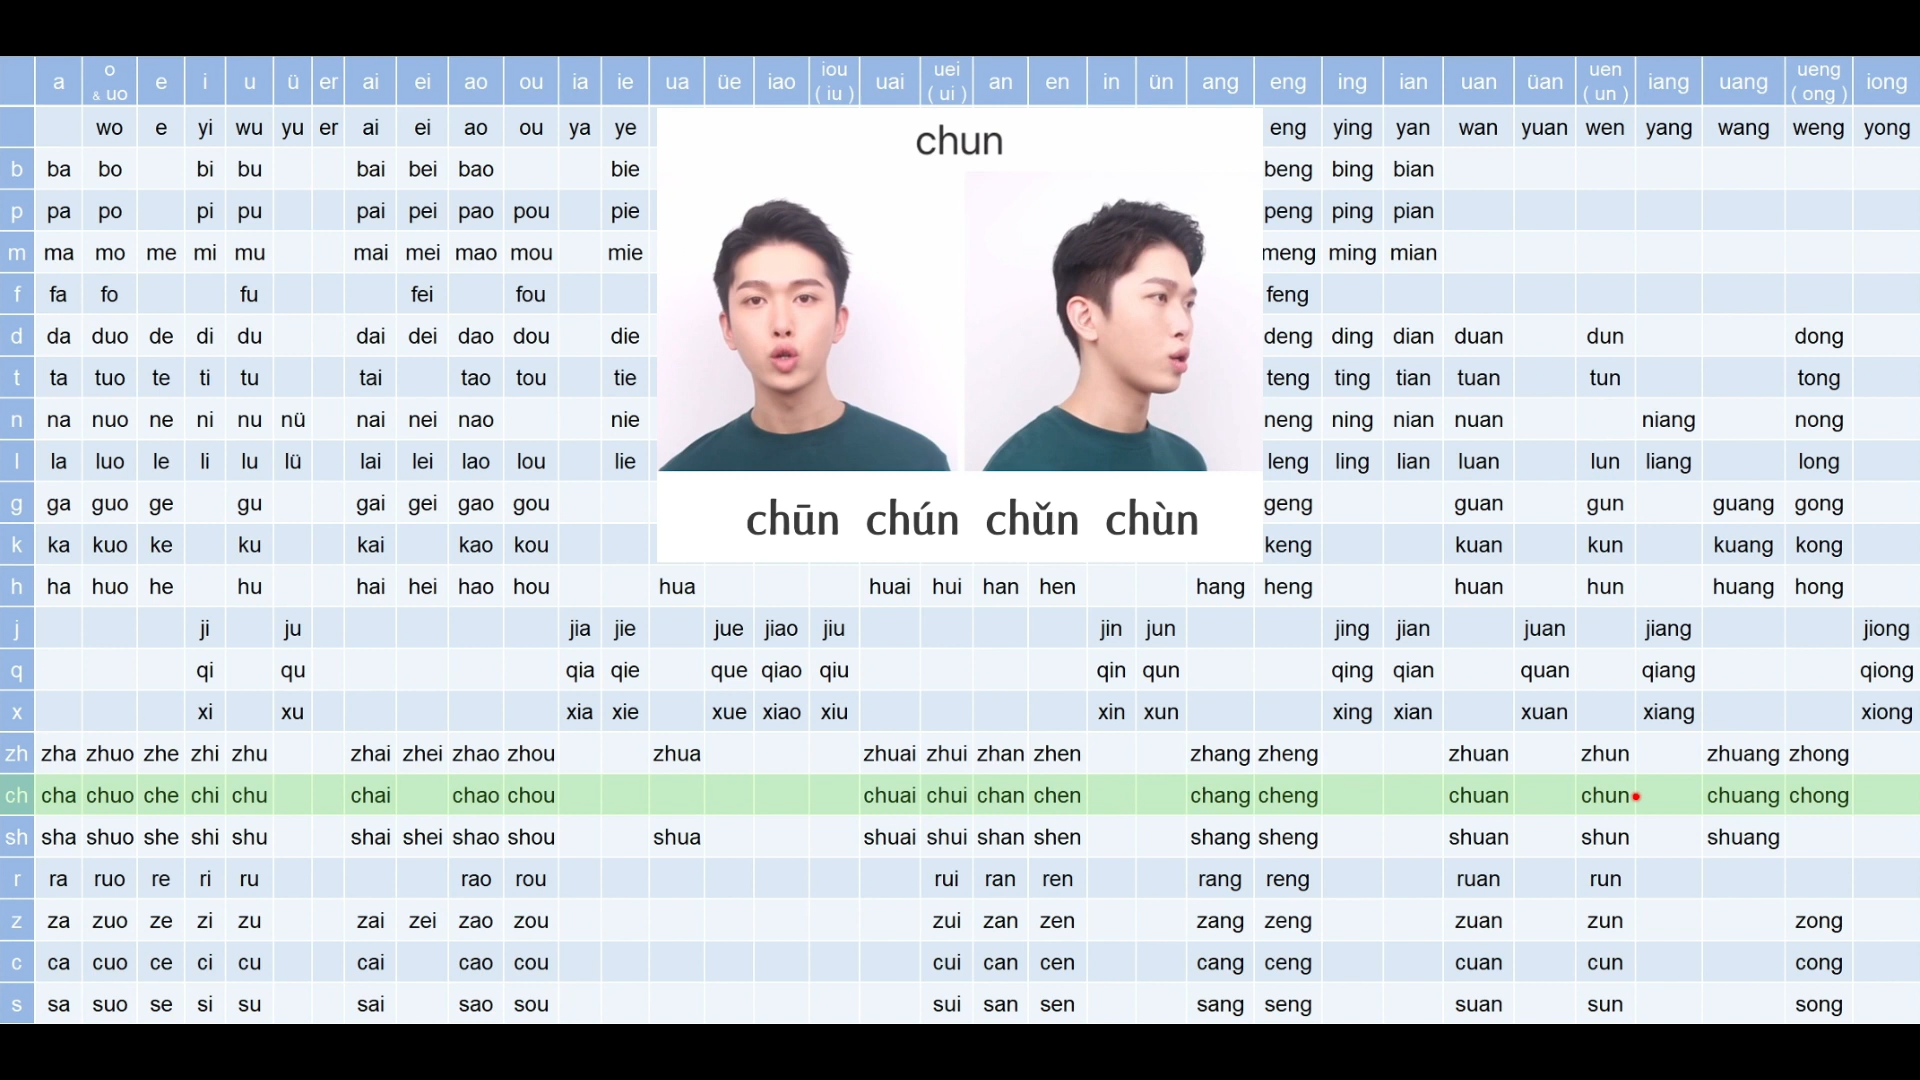 a o & uo e i u ü er ai ei ao ou ia ie ua üe iao iou ( iu ) uai uei ( ui ) an en in ün ang eng ing ian uan üan uen ( un ) iang uang ueng ( ong ) iong
wo e yi wu yu er ai ei ao ou ya ye eng ying yan wan yuan wen yang wang weng yong
chun
b ba bo bi bu bai bei bao bie beng bing bian
p pa po pi pu pai pei pao pou pie peng ping pian
m ma mo me mi mu mai mei mao mou mie meng ming mian
f fa fo fu fei fou feng
d da duo de di du dai dei dao dou die deng ding dian duan dun dong
t ta tuo te ti tu tai tao tou tie teng ting tian tuan tun tong
n na nuo ne ni nu nü nai nei nao nie neng ning nian nuan niang nong
l la luo le li lu lü lai lei lao lou lie leng ling lian luan lun liang long
g ga guo ge gu gai gei gao gou geng guan gun guang gong
chūn chún chǔn chùn
k ka kuo ke ku kai kao kou keng kuan kun kuang kong
h ha huo he hu hai hei hao hou hua huai hui han hen hang heng huan hun huang hong
j ji ju jia jie jue jiao jiu jin jun jing jian juan jiang jiong
q qi qu qia qie que qiao qiu qin qun qing qian quan qiang qiong
x xi xu xia xie xue xiao xiu xin xun xing xian xuan xiang xiong
zh zha zhuo zhe zhi zhu zhai zhei zhao zhou zhua zhuai zhui zhan zhen zhang zheng zhuan zhun zhuang zhong
ch cha chuo che chi chu chai chao chou chuai chui chan chen chang cheng chuan chun chuang chong
sh sha shuo she shi shu shai shei shao shou shua shuai shui shan shen shang sheng shuan shun shuang
r ra ruo re ri ru rao rou rui ran ren rang reng ruan run
z za zuo ze zi zu zai zei zao zou zui zan zen zang zeng zuan zun zong
c ca cuo ce ci cu cai cao cou cui can cen cang ceng cuan cun cong
s sa suo se si su sai sao sou sui san sen sang seng suan sun song